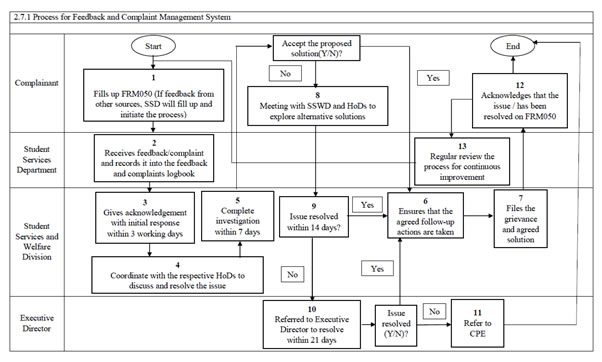 2.7.1 Process for Feedback and Complaint Management System
Complainant
Start
Accept the proposed
solution(Y/N)?
End
1
Fills up FRM050 (If feedback from
other sources, SSD will fill up and
initiate the process)
No
Yes
8
Meeting with SSWD and HoDs to
explore alternative solutions
12
Acknowledges that the
issue / has been
resolved on FRM050
Student
Services
Department
2
Receives feedback/complaint
and records it into the feedback
and complaints logbook
13
Regular review the
process for continuous
improvement
Student
Services and
Welfare
Division
3
Gives acknowledgement
with initial response
within 3 working days
5
Complete
investigation
within 7 days
9
Issue resolved
within 14 days?
Yes
6
Ensures that the
agreed follow-up
actions are taken
7
Files the
grievance and
agreed
solution
4
Coordinate with the respective HoDs to
discuss and resolve the issue
No
Yes
Executive
Director
10
Referred to Executive
Director to resolve
within 21 days
Issue
resolved
(Y/N)?
No
11
Refer to
CPE